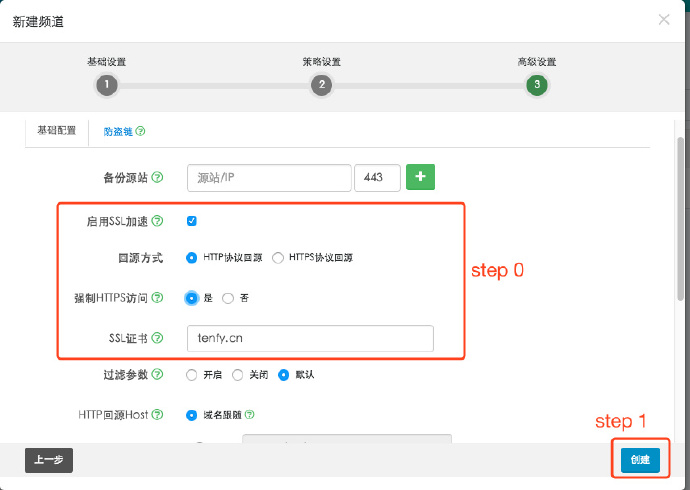 新建频道
基础设置 策略设置 高级设置
1 2 3
基础配置 防盗链
备份源站 源站/IP 443 +
启用SSL加速
回源方式 HTTP协议回源 HTTPS协议回源
step 0
强制HTTPS访问 是 否
SSL证书 tenfy.cn
过滤参数 开启 关闭 默认
HTTP回源Host 域名跟随
step 1
上一步 创建